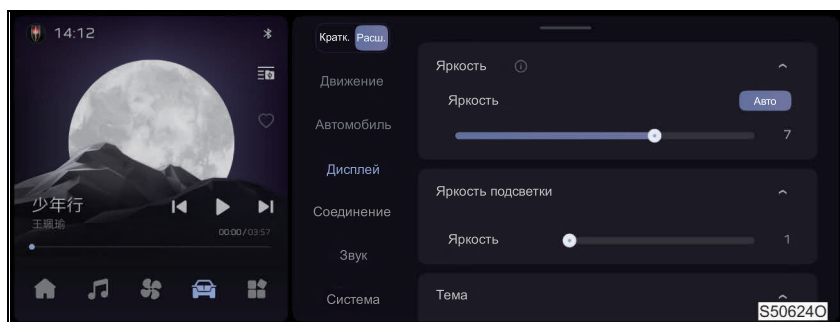 14:12
少年行
王珮瑜
00:00/03:57
Кратк. Расш.
Движение
Автомобиль
Дисплей
Соединение
Звук
Система
Яркость
Яркость
Авто
7
Яркость подсветки
Яркость
1
Тема
S50624O